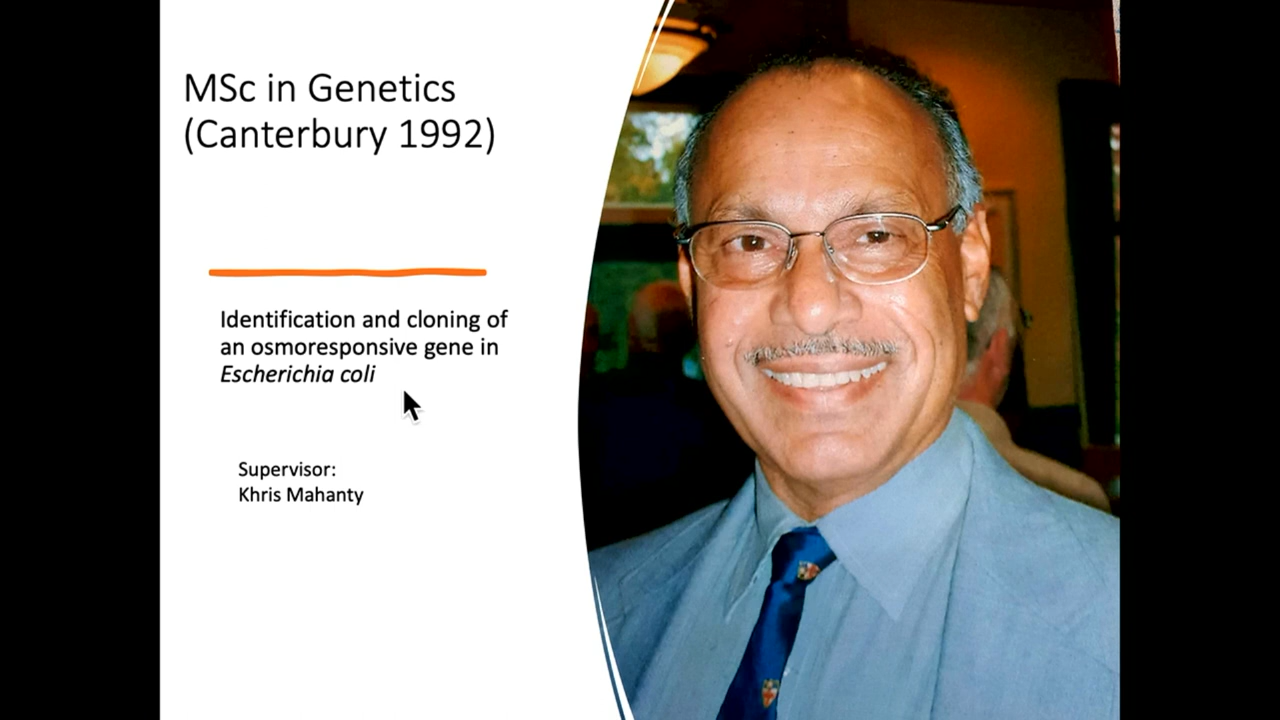 MSc in Genetics
(Canterbury 1992)
Identification and cloning of
an osmoresponsive gene in
Escherichia coli
Supervisor:
Khris Mahanty